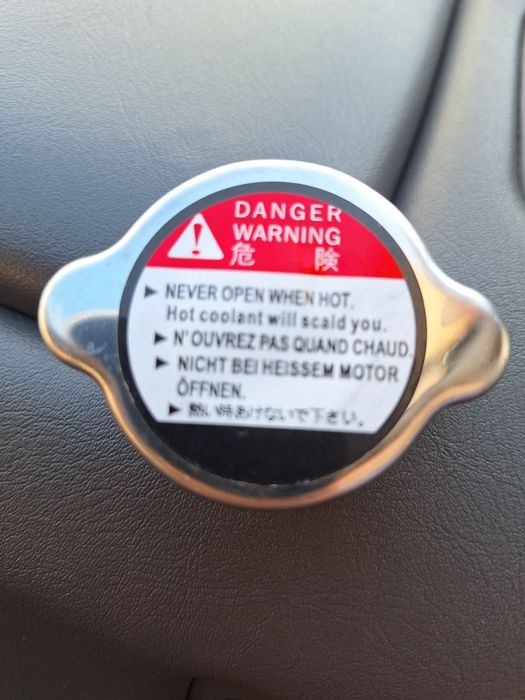 DANGER
WARNING
危 険
▶ NEVER OPEN WHEN HOT.
Hot coolant will scald you.
▶ N'OUVREZ PAS QUAND CHAUD.
▶ NICHT BEI HEISSEM MOTOR
ÖFFNEN.
▶ 熱い時あけないで下さい。